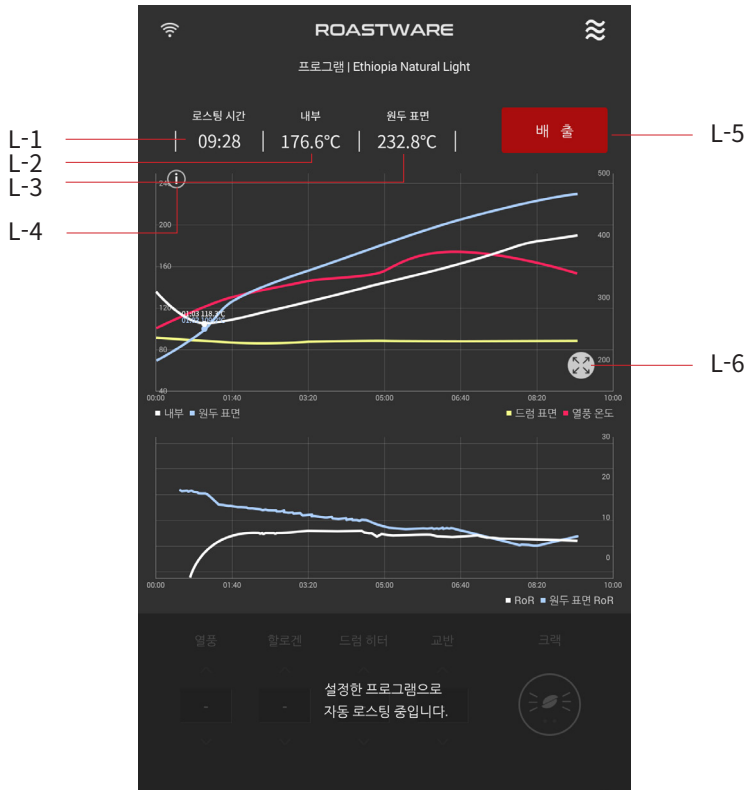 ROASTWARE
프로그램 | Ethiopia Natural Light
로스팅 시간 내부 원두 표면
09:28 176.6℃ 232.8℃
배 출
L-1
L-2
L-3
L-4
L-5
L-6
240 500
200 400
160
120 300
80 200
40
01:03 118.3℃
00:00 01:40 03:20 05:00 06:40 08:20 10:00
내부 원두 표면 드럼 표면 열풍 온도
30
20
10
0
00:00 01:40 03:20 05:00 06:40 08:20 10:00
RoR 원두 표면 RoR
열풍 할로겐 드럼 히터 교반 크랙
- -
설정한 프로그램으로
자동 로스팅 중입니다.